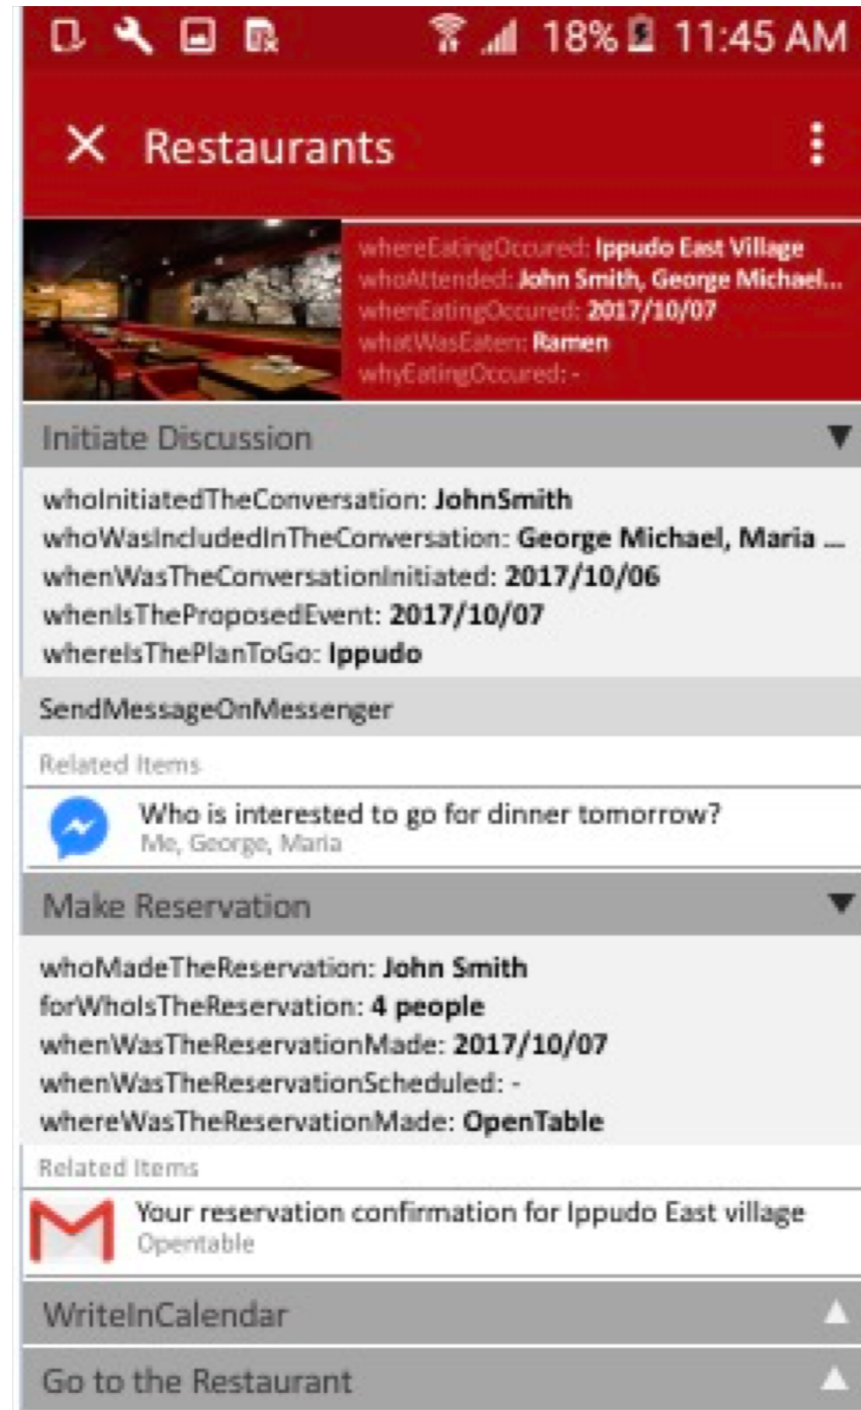 18% 11:45 AM
Restaurants
whereEatingOccured: Ippudo East Village
whoAttended: John Smith, George Michael...
whenEatingOccured: 2017/10/07
whatWasEaten: Ramen
whyEatingOccured: -
Initiate Discussion
whoInitiatedTheConversation: JohnSmith
whoWasIncludedInTheConversation: George Michael, Maria ...
whenWasTheConversationInitiated: 2017/10/06
whenIsTheProposedEvent: 2017/10/07
whereIsThePlanToGo: Ippudo
SendMessageOnMessenger
Related Items
Who is interested to go for dinner tomorrow?
Me, George, Maria
Make Reservation
whoMadeTheReservation: John Smith
forWhoIsTheReservation: 4 people
whenWasTheReservationMade: 2017/10/07
whenWasTheReservationScheduled: -
whereWasTheReservationMade: OpenTable
Related Items
Your reservation confirmation for Ippudo East village
Opentable
WriteInCalendar
Go to the Restaurant